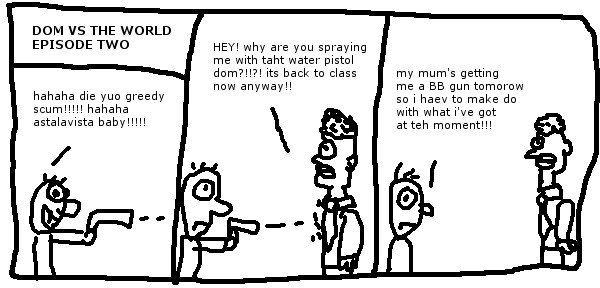 DOM VS THE WORLD
EPISODE TWO
hahaha die yuo greedy
scum!!!!! hahaha
astalavista baby!!!!!
HEY! why are you spraying
me with taht water pistol
dom?!!?! its back to class
now anyway!!
my mum's getting
me a BB gun tomorow
so i haev to make do
with what i've got
at teh moment!!!